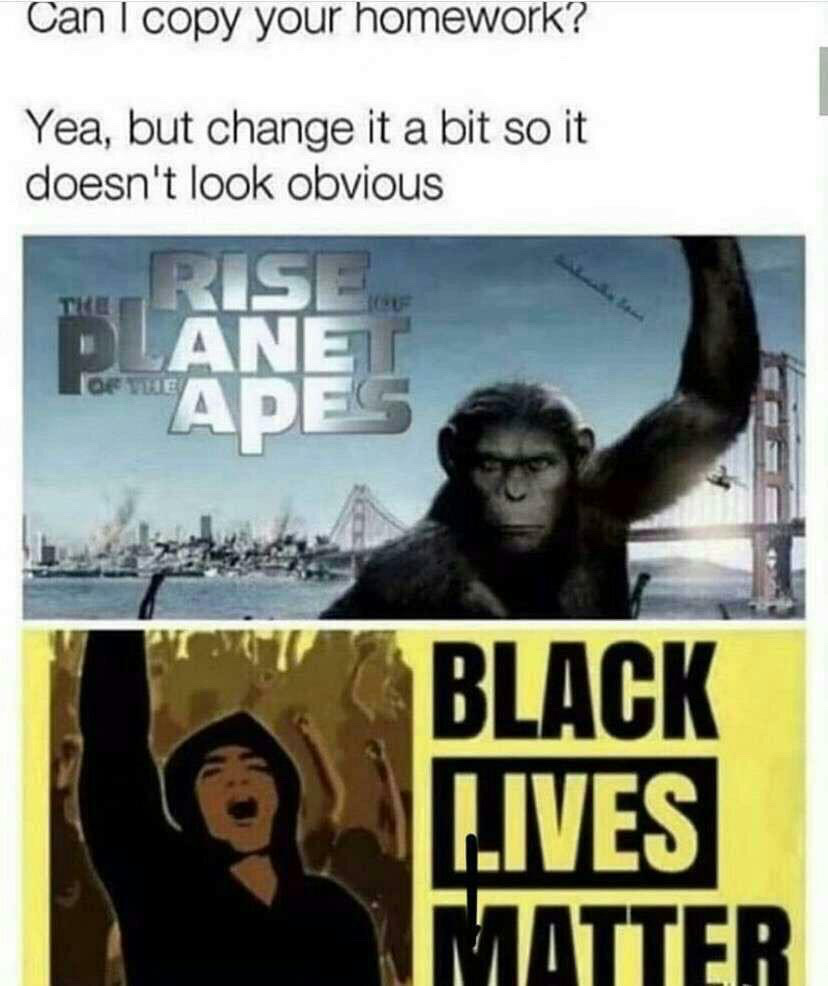 Can I copy your homework?
Yea, but change it a bit so it
doesn't look obvious
RISE
THE OF
PLANET
OF THE
APES
BLACK
LIVES
MATTER